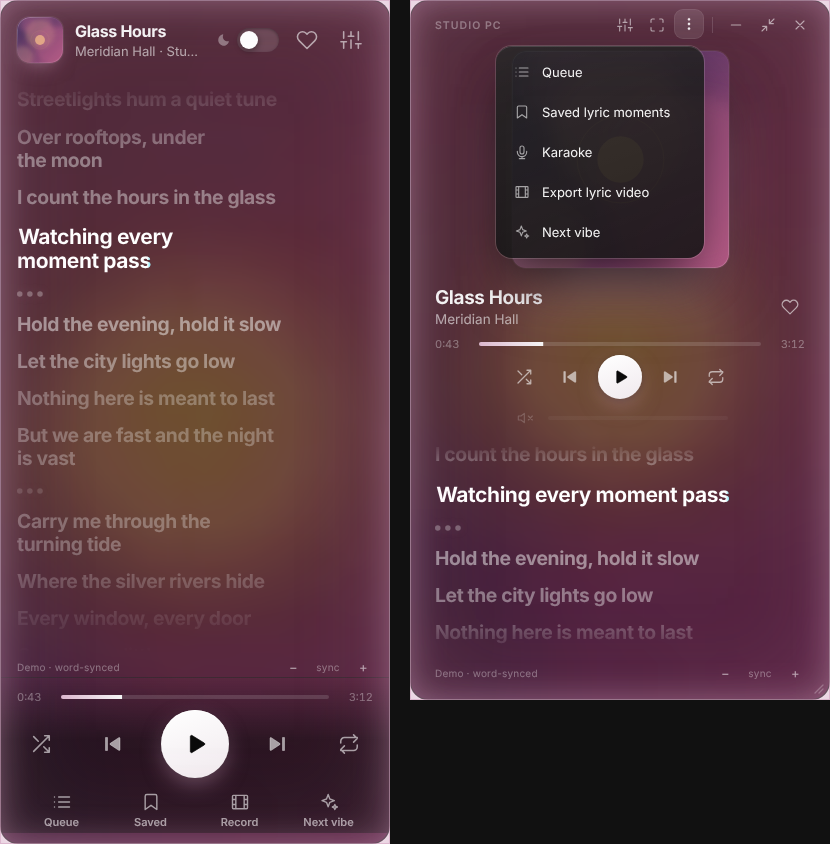 Glass Hours
Meridian Hall · Stu...
Streetlights hum a quiet tune
Over rooftops, under
the moon
I count the hours in the glass
Watching every
moment pass
Hold the evening, hold it slow
Let the city lights go low
Nothing here is meant to last
But we are fast and the night
is vast
Carry me through the
turning tide
Where the silver rivers hide
Every window, every door
Demo · word-synced
− sync +
0:43 3:12
Queue Saved Record Next vibe
STUDIO PC
Queue
Saved lyric moments
Karaoke
Export lyric video
Next vibe
Glass Hours
Meridian Hall
0:43 3:12
I count the hours in the glass
Watching every moment pass
Hold the evening, hold it slow
Let the city lights go low
Nothing here is meant to last
Demo · word-synced
− sync +